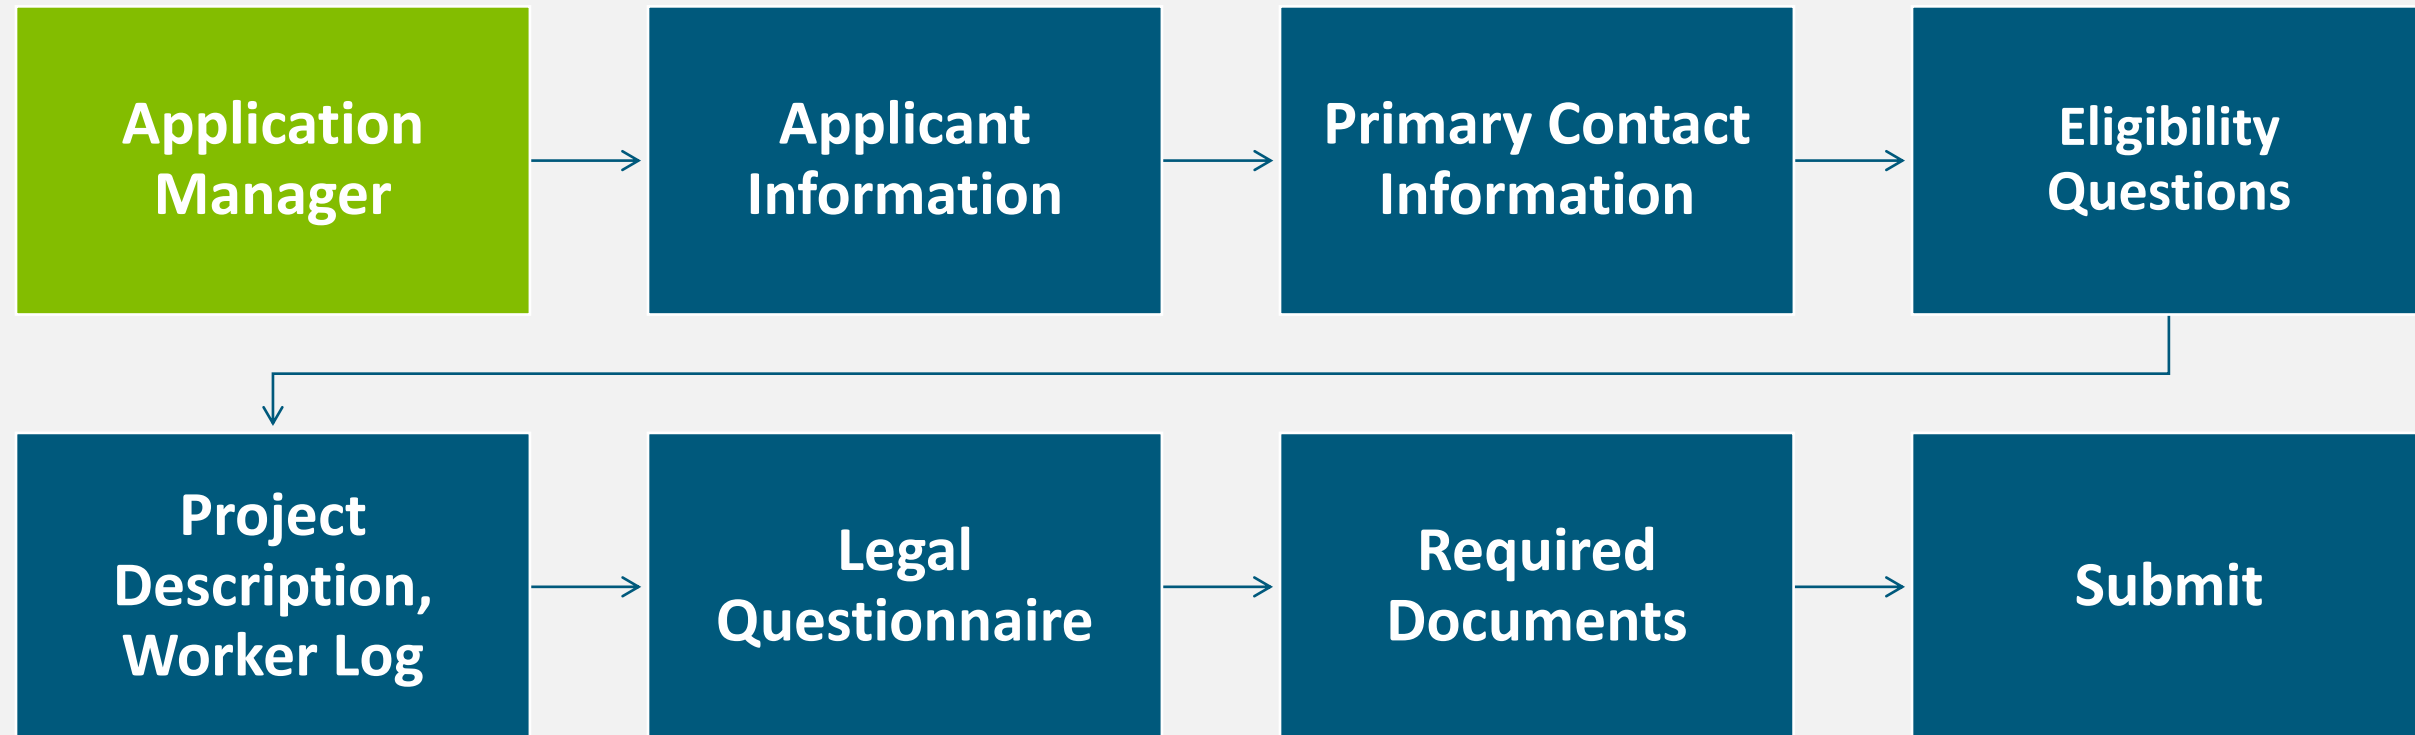 Application
Manager
Applicant
Information
Primary Contact
Information
Eligibility
Questions
Project
Description,
Worker Log
Legal
Questionnaire
Required
Documents
Submit